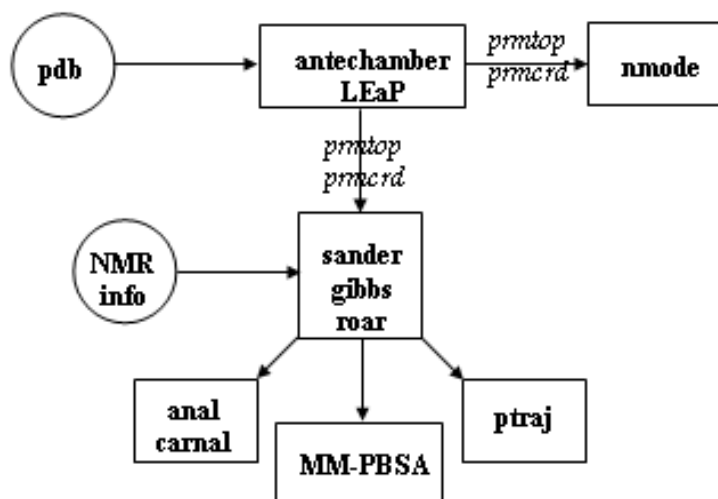 pdb
antechamber
LEaP
prmtop
prmcrd
nmode
prmtop
prmcrd
NMR
info
sander
gibbs
roar
anal
carnal
MM-PBSA
ptraj